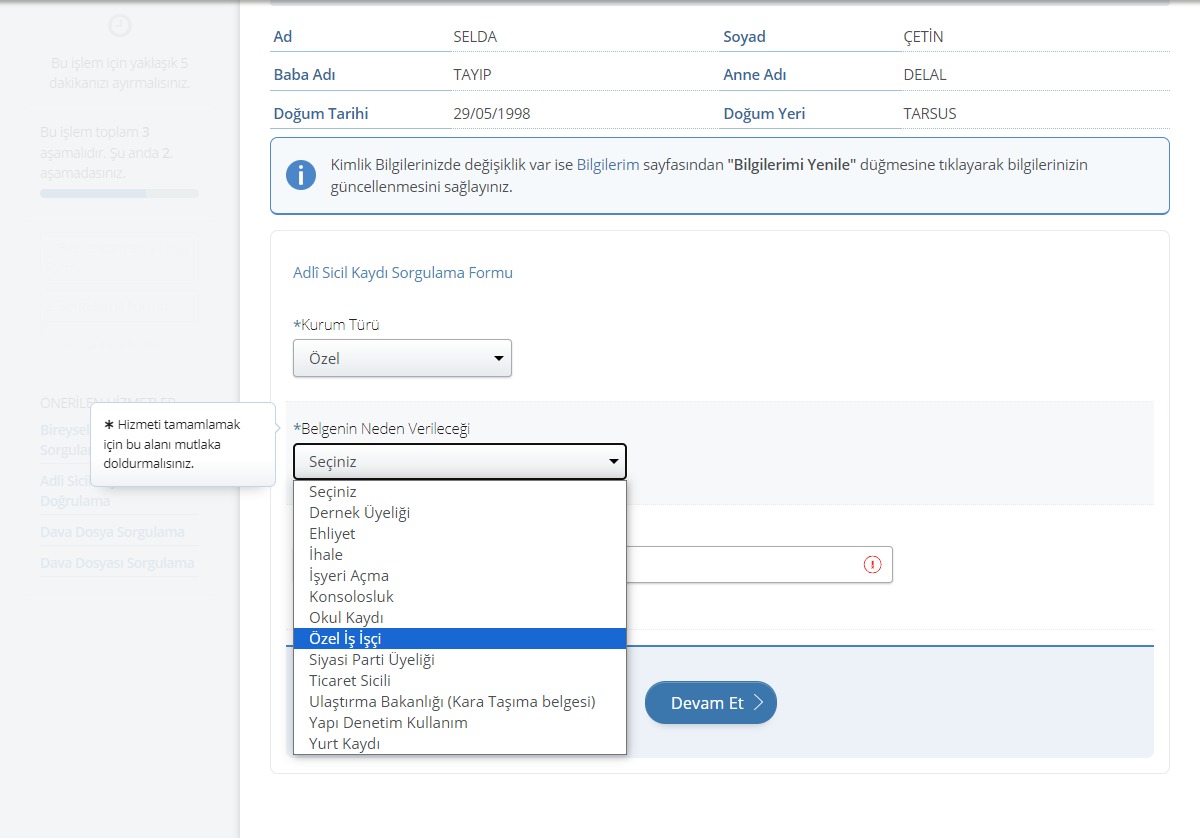 Bu işlem için yaklaşık 5
dakikanızı ayırmalısınız.
Bu işlem toplam 3
aşamalıdır. Şu anda 2.
aşamadasınız.
Ad SELDA Soyad ÇETİN
Baba Adı TAYIP Anne Adı DELAL
Doğum Tarihi 29/05/1998 Doğum Yeri TARSUS
Kimlik Bilgilerinizde değişiklik var ise Bilgilerim sayfasından "Bilgilerimi Yenile" düğmesine tıklayarak bilgilerinizin
güncellenmesini sağlayınız.
Adlî Sicil Kaydı Sorgulama Formu
*Kurum Türü
Özel
ÖNERİLEN HİZMETLER
Bireysel
Adli Sicil
Doğrulama
Dava Dosya Sorgulama
Dava Dosyası Sorgulama
* Hizmeti tamamlamak
için bu alanı mutlaka
doldurmalısınız.
*Belgenin Neden Verileceği
Seçiniz
Seçiniz
Dernek Üyeliği
Ehliyet
İhale
İşyeri Açma
Konsolosluk
Okul Kaydı
Özel İş İşçi
Siyasi Parti Üyeliği
Ticaret Sicili
Ulaştırma Bakanlığı (Kara Taşıma belgesi)
Yapı Denetim Kullanım
Yurt Kaydı
Devam Et